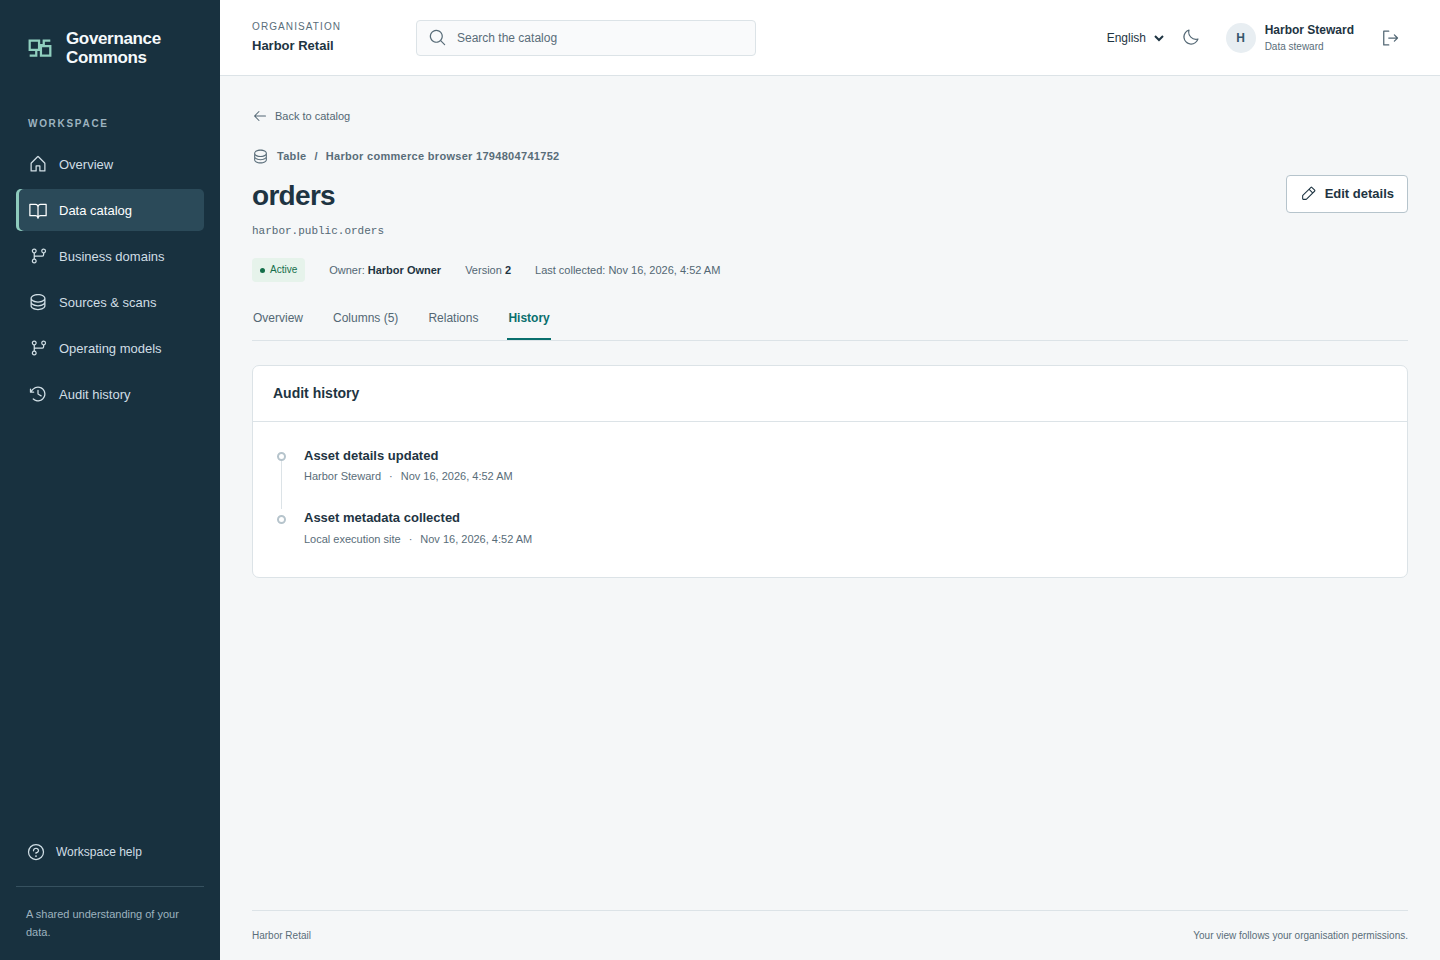 Governance
Commons
WORKSPACE
Overview
Data catalog
Business domains
Sources & scans
Operating models
Audit history
Workspace help
A shared understanding of your
data.
ORGANISATION
Harbor Retail
Search the catalog
English
H
Harbor Steward
Data steward
Back to catalog
Table / Harbor commerce browser 1794804741752
orders
Edit details
harbor.public.orders
Active Owner: Harbor Owner Version 2 Last collected: Nov 16, 2026, 4:52 AM
Overview Columns (5) Relations History
Audit history
Asset details updated
Harbor Steward · Nov 16, 2026, 4:52 AM
Asset metadata collected
Local execution site · Nov 16, 2026, 4:52 AM
Harbor Retail
Your view follows your organisation permissions.